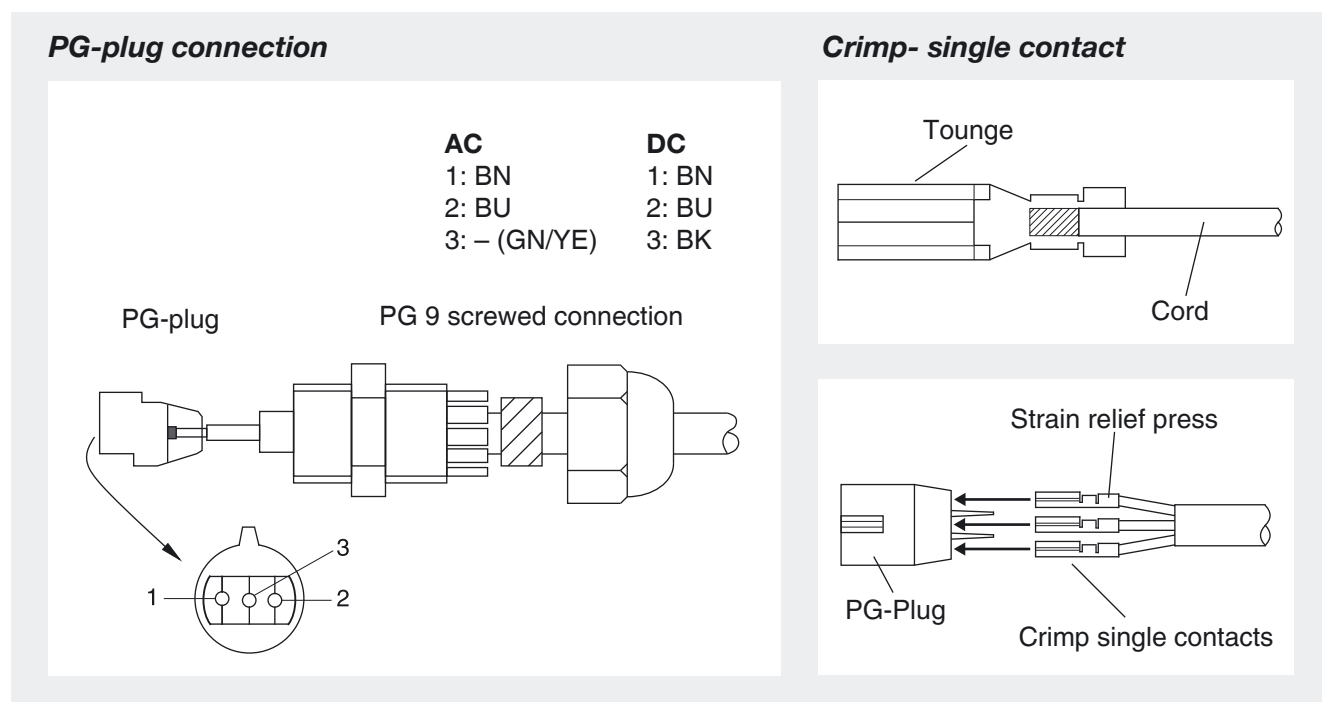 PG-plug connection
AC
1: BN
2: BU
3: – (GN/YE)
DC
1: BN
2: BU
3: BK
PG-plug
PG 9 screwed connection
3
1
2
Crimp- single contact
Tounge
Cord
Strain relief press
PG-Plug
Crimp single contacts